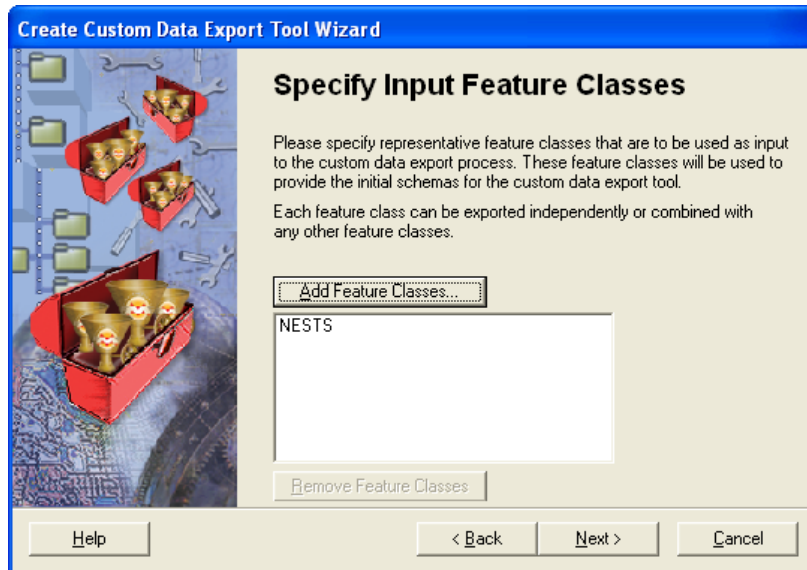 Create Custom Data Export Tool Wizard
Specify Input Feature Classes
Please specify representative feature classes that are to be used as input
to the custom data export process. These feature classes will be used to
provide the initial schemas for the custom data export tool.
Each feature class can be exported independently or combined with
any other feature classes.
Add Feature Classes...
NESTS
Remove Feature Classes
Help
< Back
Next >
Cancel